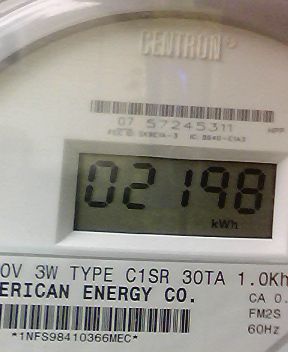 CENTRON®
07 57245311 HPP
02198
kWh
0V 3W TYPE C1SR 30TA 1.0Kh
ERICAN ENERGY CO.
CA 0.
FM2S
60Hz
*1NFS98410366MEC*